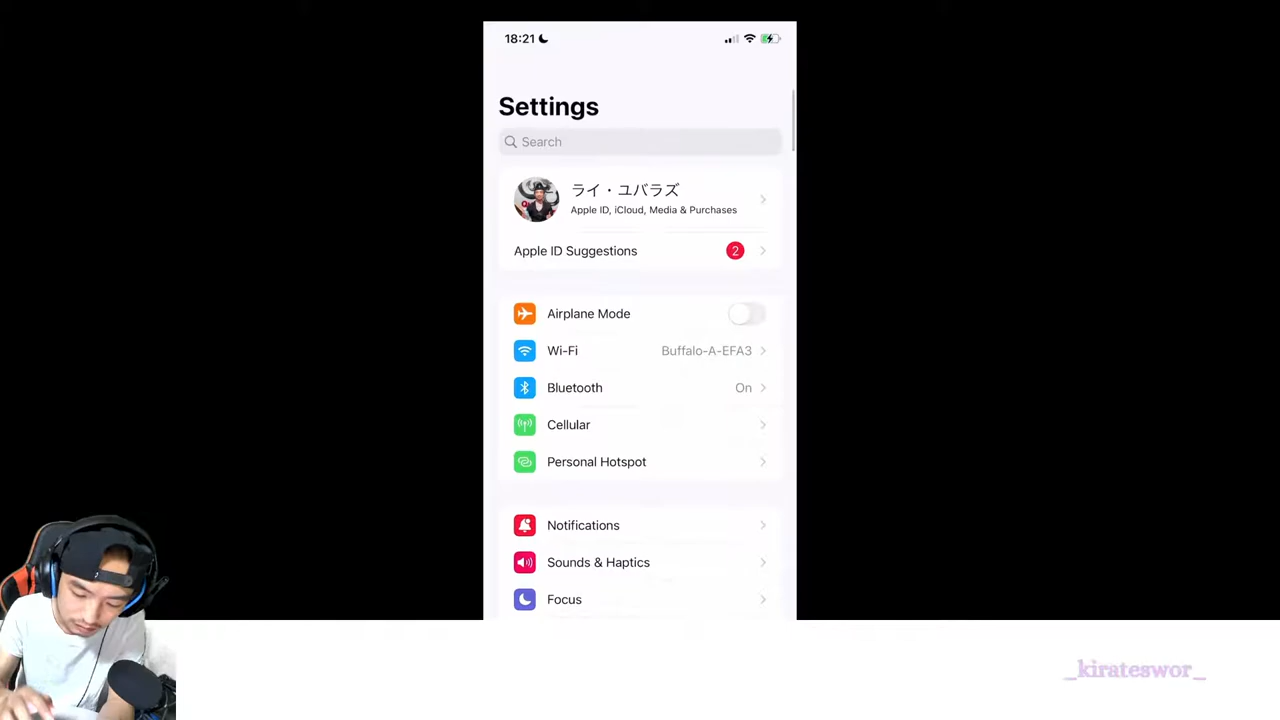 18:21
Settings
Search
ライ・ユバラズ
Apple ID, iCloud, Media & Purchases
Apple ID Suggestions 2
Airplane Mode
Wi-Fi Buffalo-A-EFA3
Bluetooth On
Cellular
Personal Hotspot
Notifications
Sounds & Haptics
Focus
_kirateswor_